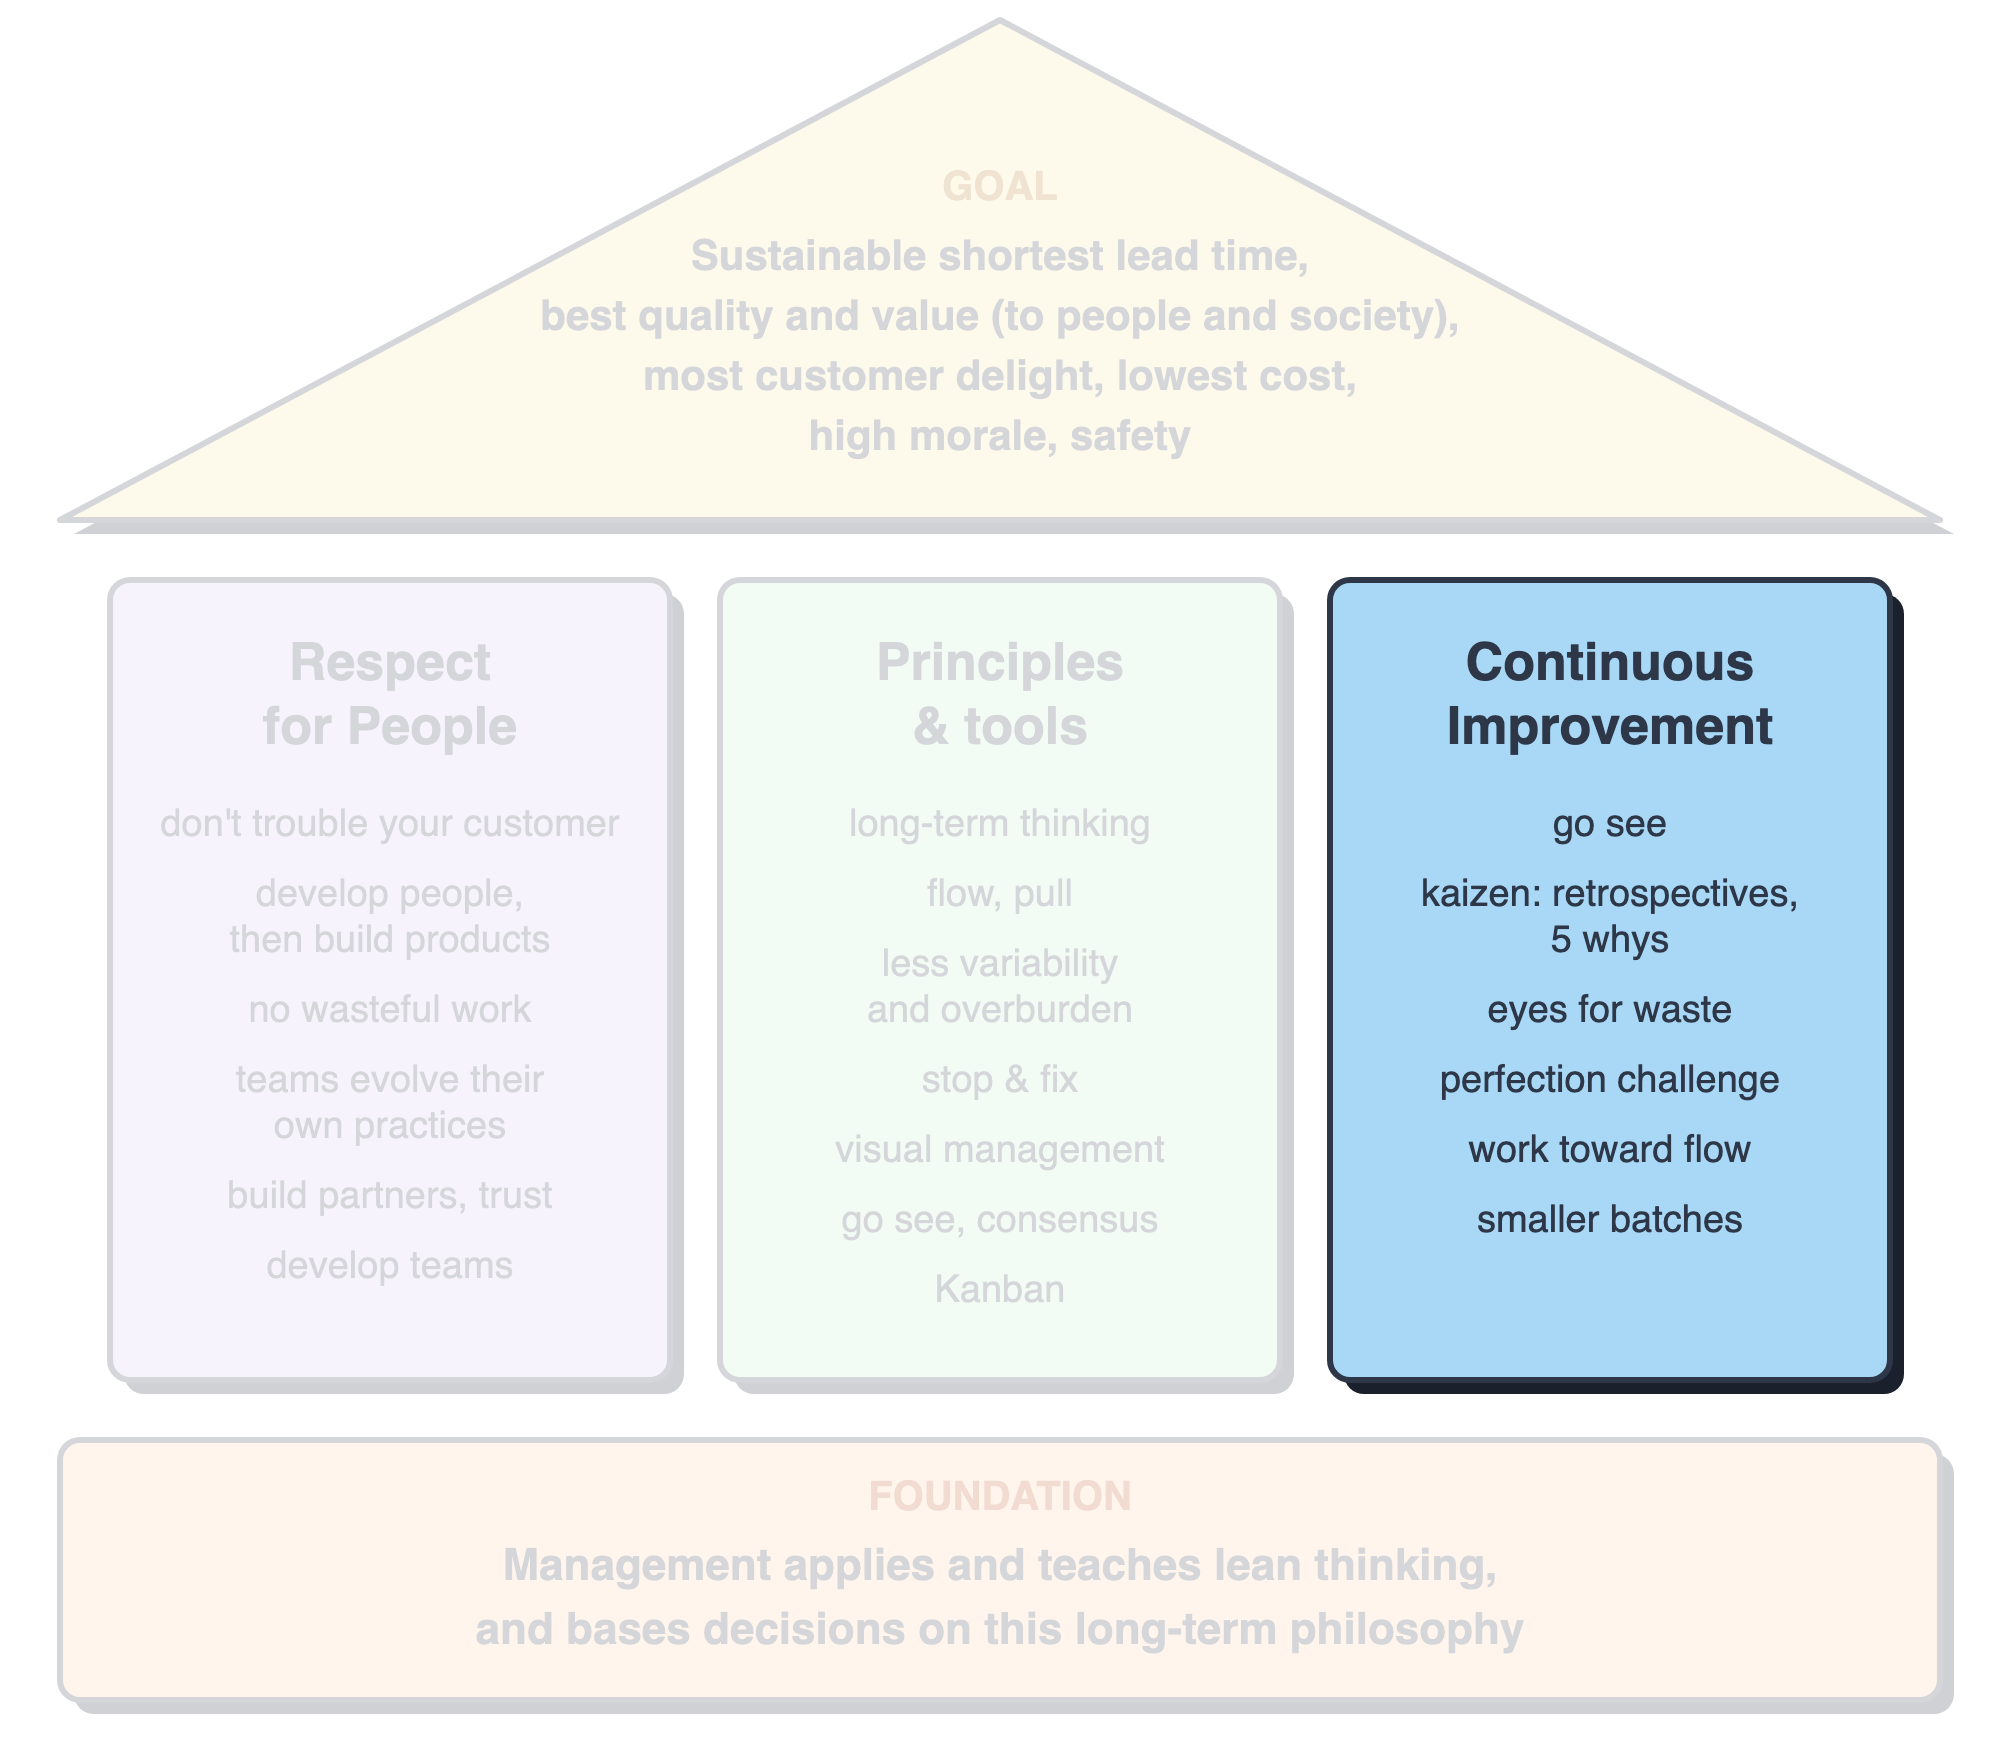 GOAL
Sustainable shortest lead time,
best quality and value (to people and society),
most customer delight, lowest cost,
high morale, safety
Respect
for People
don't trouble your customer
develop people,
then build products
no wasteful work
teams evolve their
own practices
build partners, trust
develop teams
Principles
& tools
long-term thinking
flow, pull
less variability
and overburden
stop & fix
visual management
go see, consensus
Kanban
Continuous
Improvement
go see
kaizen: retrospectives,
5 whys
eyes for waste
perfection challenge
work toward flow
smaller batches
FOUNDATION
Management applies and teaches lean thinking,
and bases decisions on this long-term philosophy